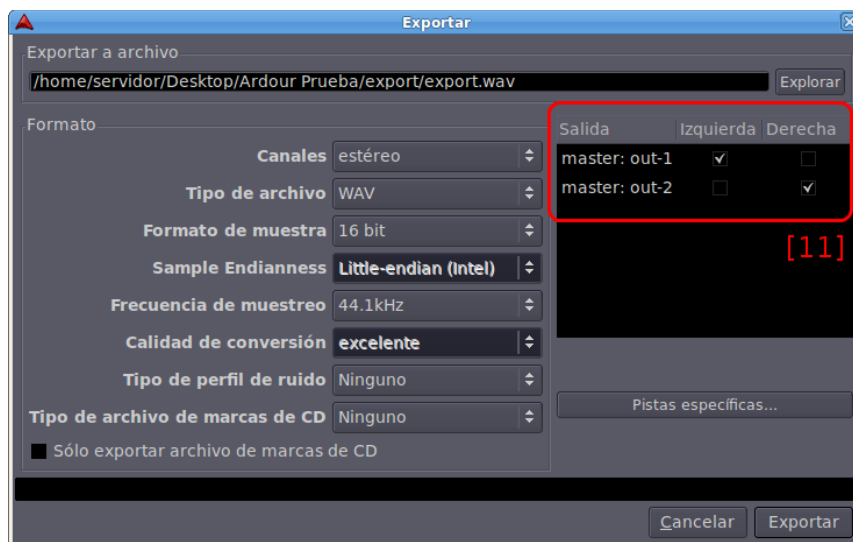 Exportar
Exportar a archivo
/home/servidor/Desktop/Ardour Prueba/export/export.wav Explorar
Formato
Canales estéreo
Tipo de archivo WAV
Formato de muestra 16 bit
Sample Endianness Little-endian (Intel)
Frecuencia de muestreo 44.1kHz
Calidad de conversión excelente
Tipo de perfil de ruido Ninguno
Tipo de archivo de marcas de CD Ninguno
Sólo exportar archivo de marcas de CD
Salida Izquierda Derecha
master: out-1
master: out-2
[11]
Pistas específicas...
Cancelar Exportar